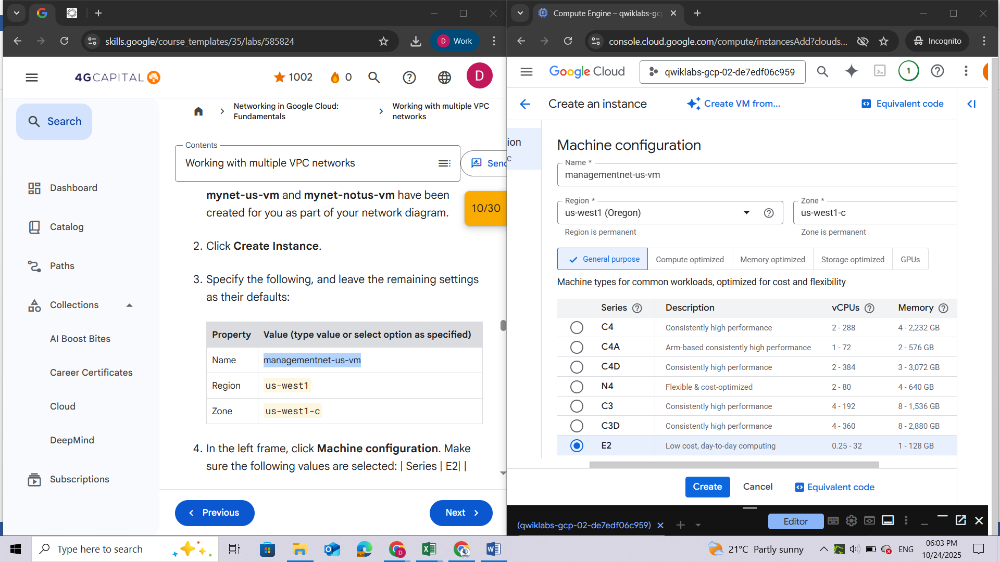 skills.google/course_templates/35/labs/585824
D
Work
4GCAPITAL
1002
0
D
Search
Dashboard
Catalog
Paths
Collections
AI Boost Bites
Career Certificates
Cloud
DeepMind
Subscriptions
Networking in Google Cloud:
Fundamentals
Working with multiple VPC
networks
Contents
Working with multiple VPC networks
Send
mynet-us-vm and mynet-notus-vm have been
created for you as part of your network diagram.
10/30
2. Click Create Instance.
3. Specify the following, and leave the remaining settings
as their defaults:
Property Value (type value or select option as specified)
Name managementnet-us-vm
Region us-west1
Zone us-west1-c
4. In the left frame, click Machine configuration. Make
sure the following values are selected: | Series | E2| |
Previous
Next
Compute Engine – qwiklabs-gcp
console.cloud.google.com/compute/instancesAdd?clouds...
Incognito
Google Cloud
qwiklabs-gcp-02-de7edf06c959
1
Create an instance
Create VM from...
Equivalent code
ion
c
Machine configuration
Name *
managementnet-us-vm
Region *
us-west1 (Oregon)
Region is permanent
Zone *
us-west1-c
Zone is permanent
General purpose
Compute optimized
Memory optimized
Storage optimized
GPUs
Machine types for common workloads, optimized for cost and flexibility
Series Description vCPUs Memory
C4 Consistently high performance 2 - 288 4 - 2,232 GB
C4A Arm-based consistently high performance 1 - 72 2 - 576 GB
C4D Consistently high performance 2 - 384 3 - 3,072 GB
N4 Flexible & cost-optimized 2 - 80 4 - 640 GB
C3 Consistently high performance 4 - 192 8 - 1,536 GB
C3D Consistently high performance 4 - 360 8 - 2,880 GB
E2 Low cost, day-to-day computing 0.25 - 32 1 - 128 GB
Create
Cancel
Equivalent code
(qwiklabs-gcp-02-de7edf06c959)
Editor
Type here to search
21°C Partly sunny
ENG
06:03 PM
10/24/2025